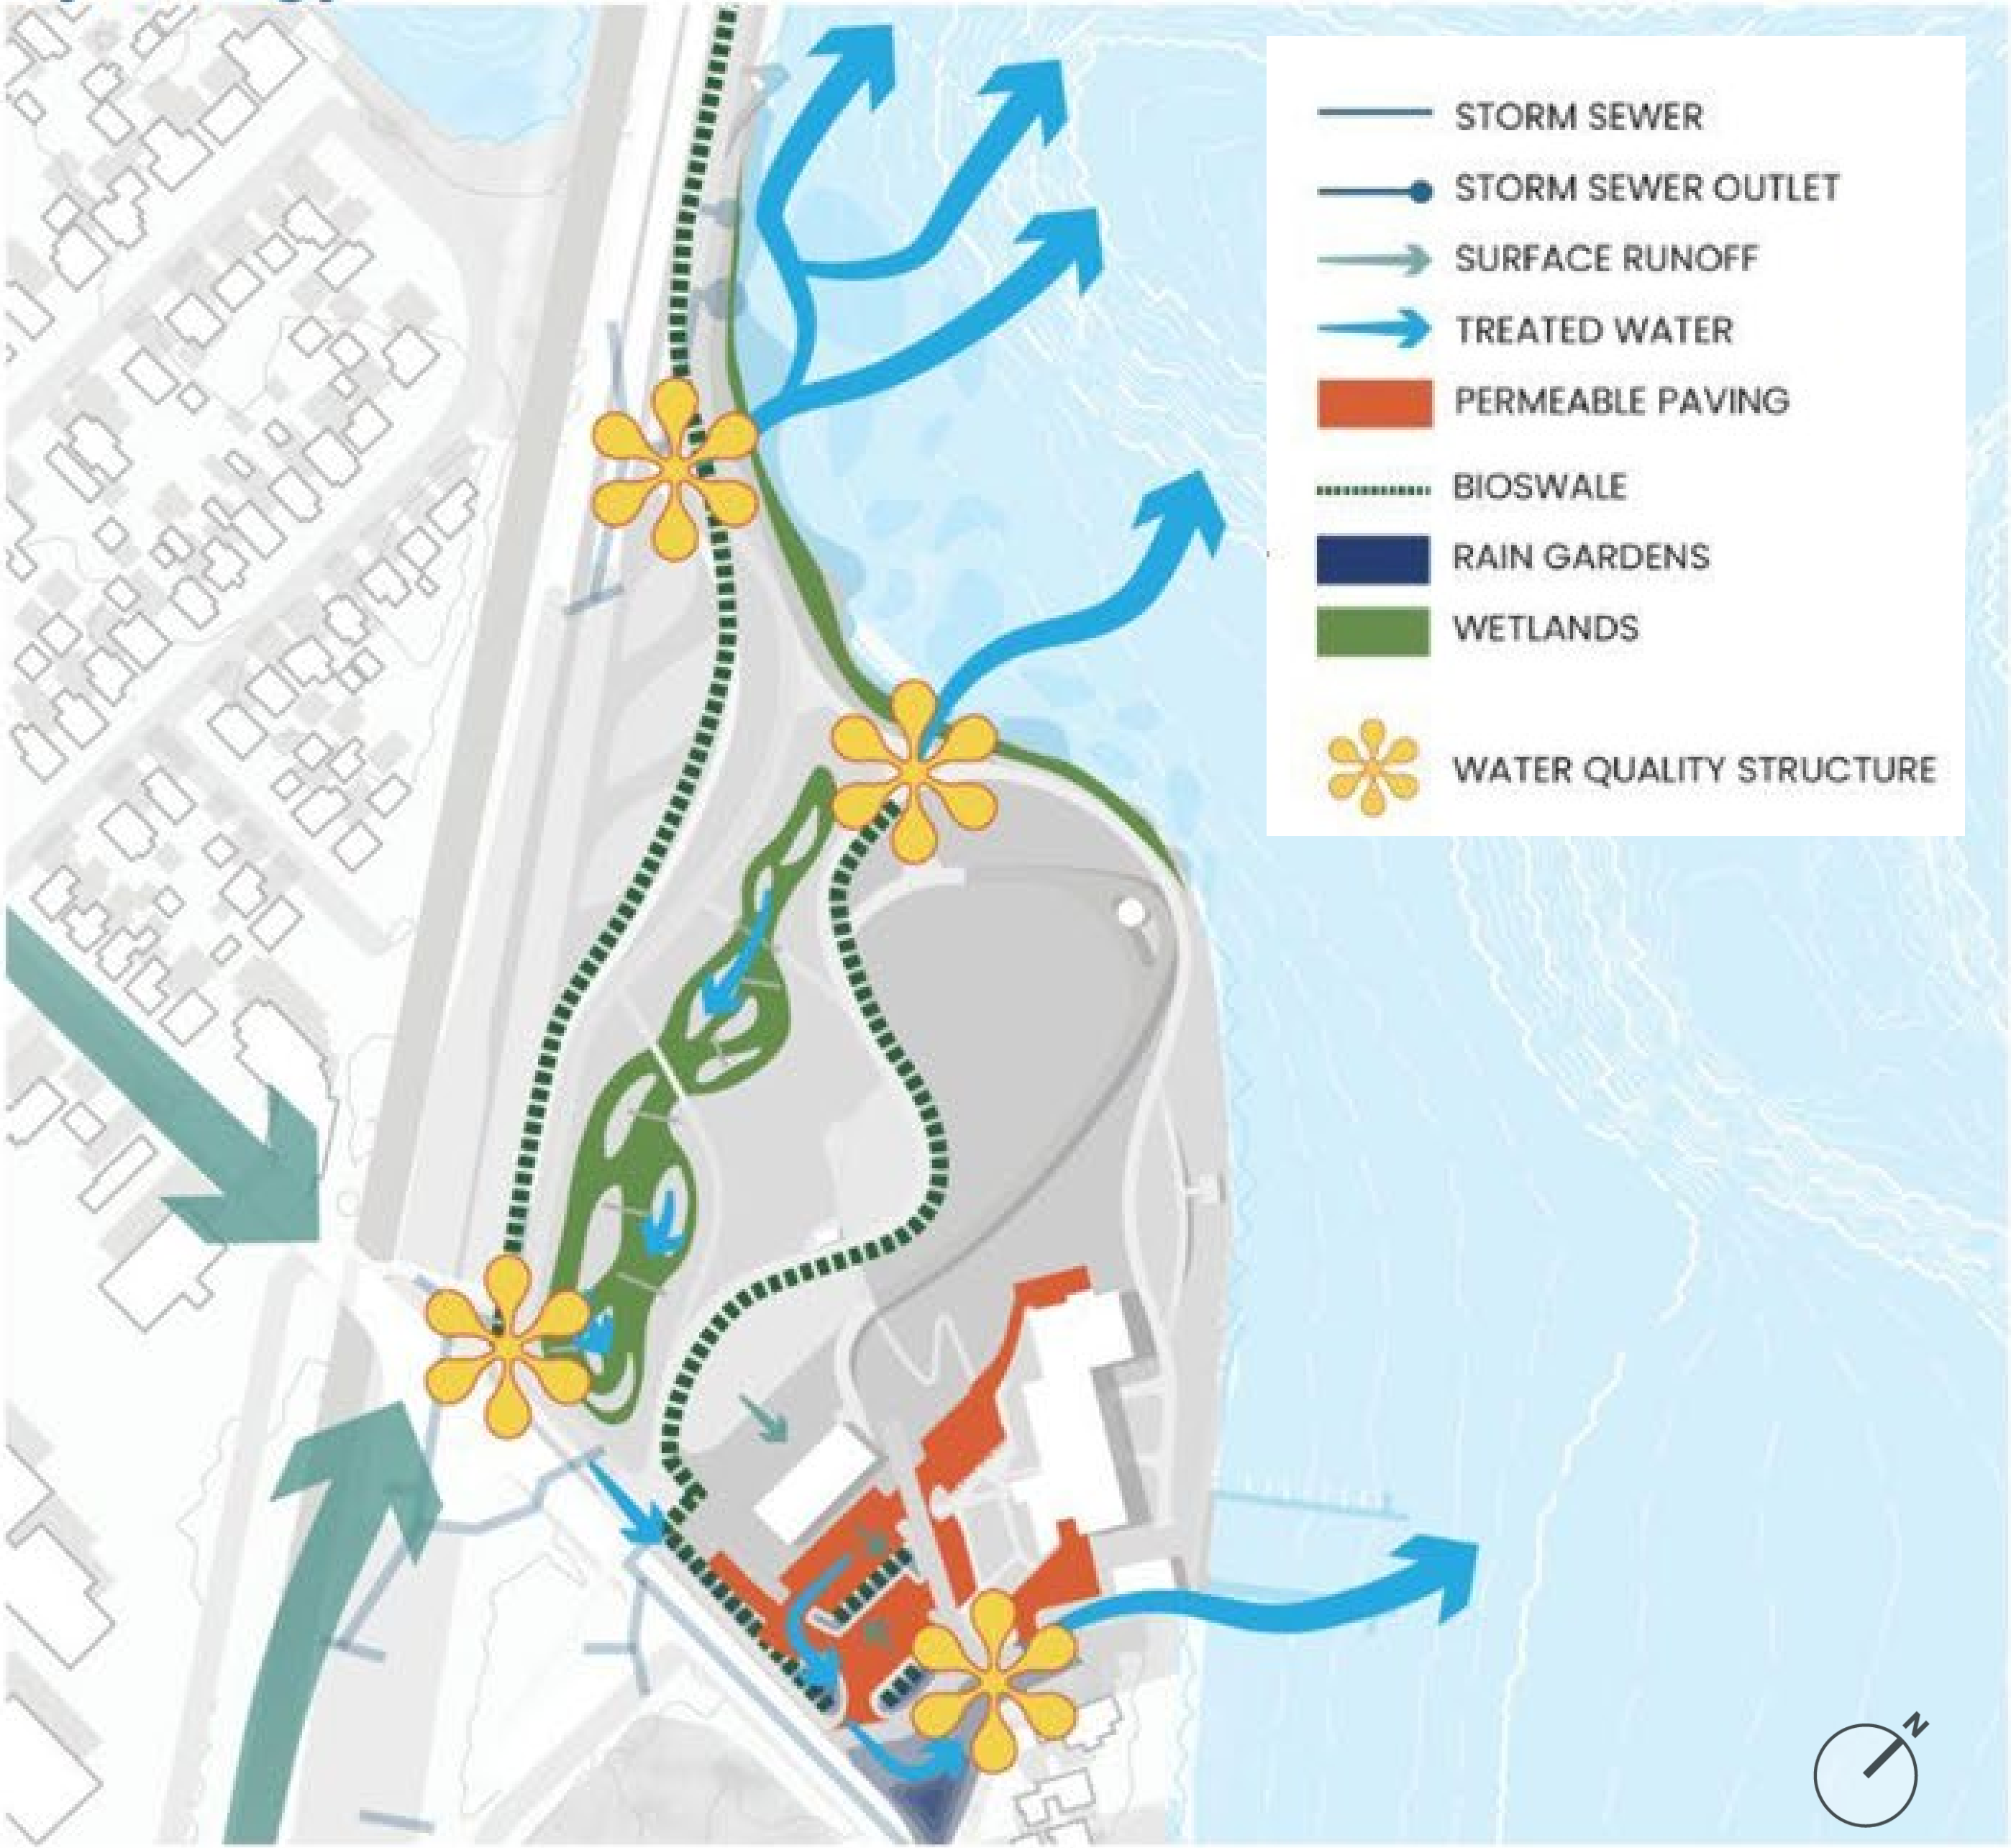 STORM SEWER
STORM SEWER OUTLET
SURFACE RUNOFF
TREATED WATER
PERMEABLE PAVING
BIOSWALE
RAIN GARDENS
WETLANDS
WATER QUALITY STRUCTURE
N